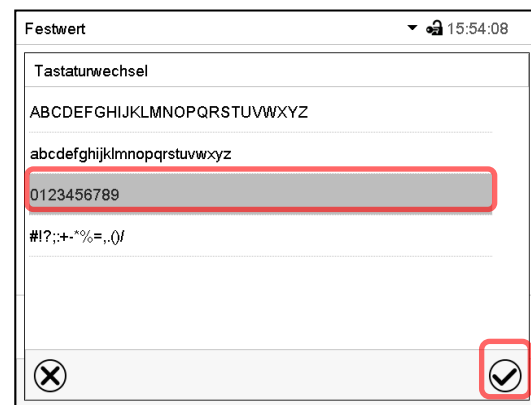 Festwert 15:54:08
Tastaturwechsel
ABCDEFGHIJKLMNOPQRSTUVWXYZ
abcdefghijklmnopqrstuvwxyz
0123456789
#!?;:+-*%=,.()/